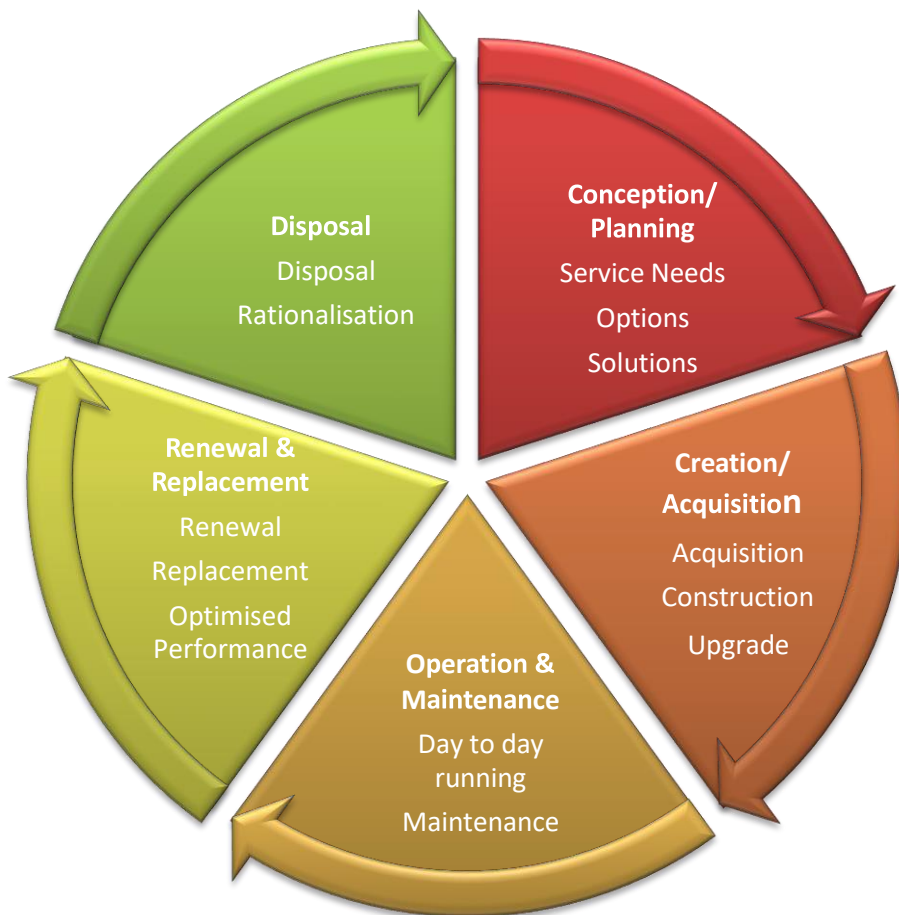 Conception/
Planning
Service Needs
Options
Solutions
Creation/
Acquisition
Acquisition
Construction
Upgrade
Operation &
Maintenance
Day to day
running
Maintenance
Renewal &
Replacement
Renewal
Replacement
Optimised
Performance
Disposal
Disposal
Rationalisation